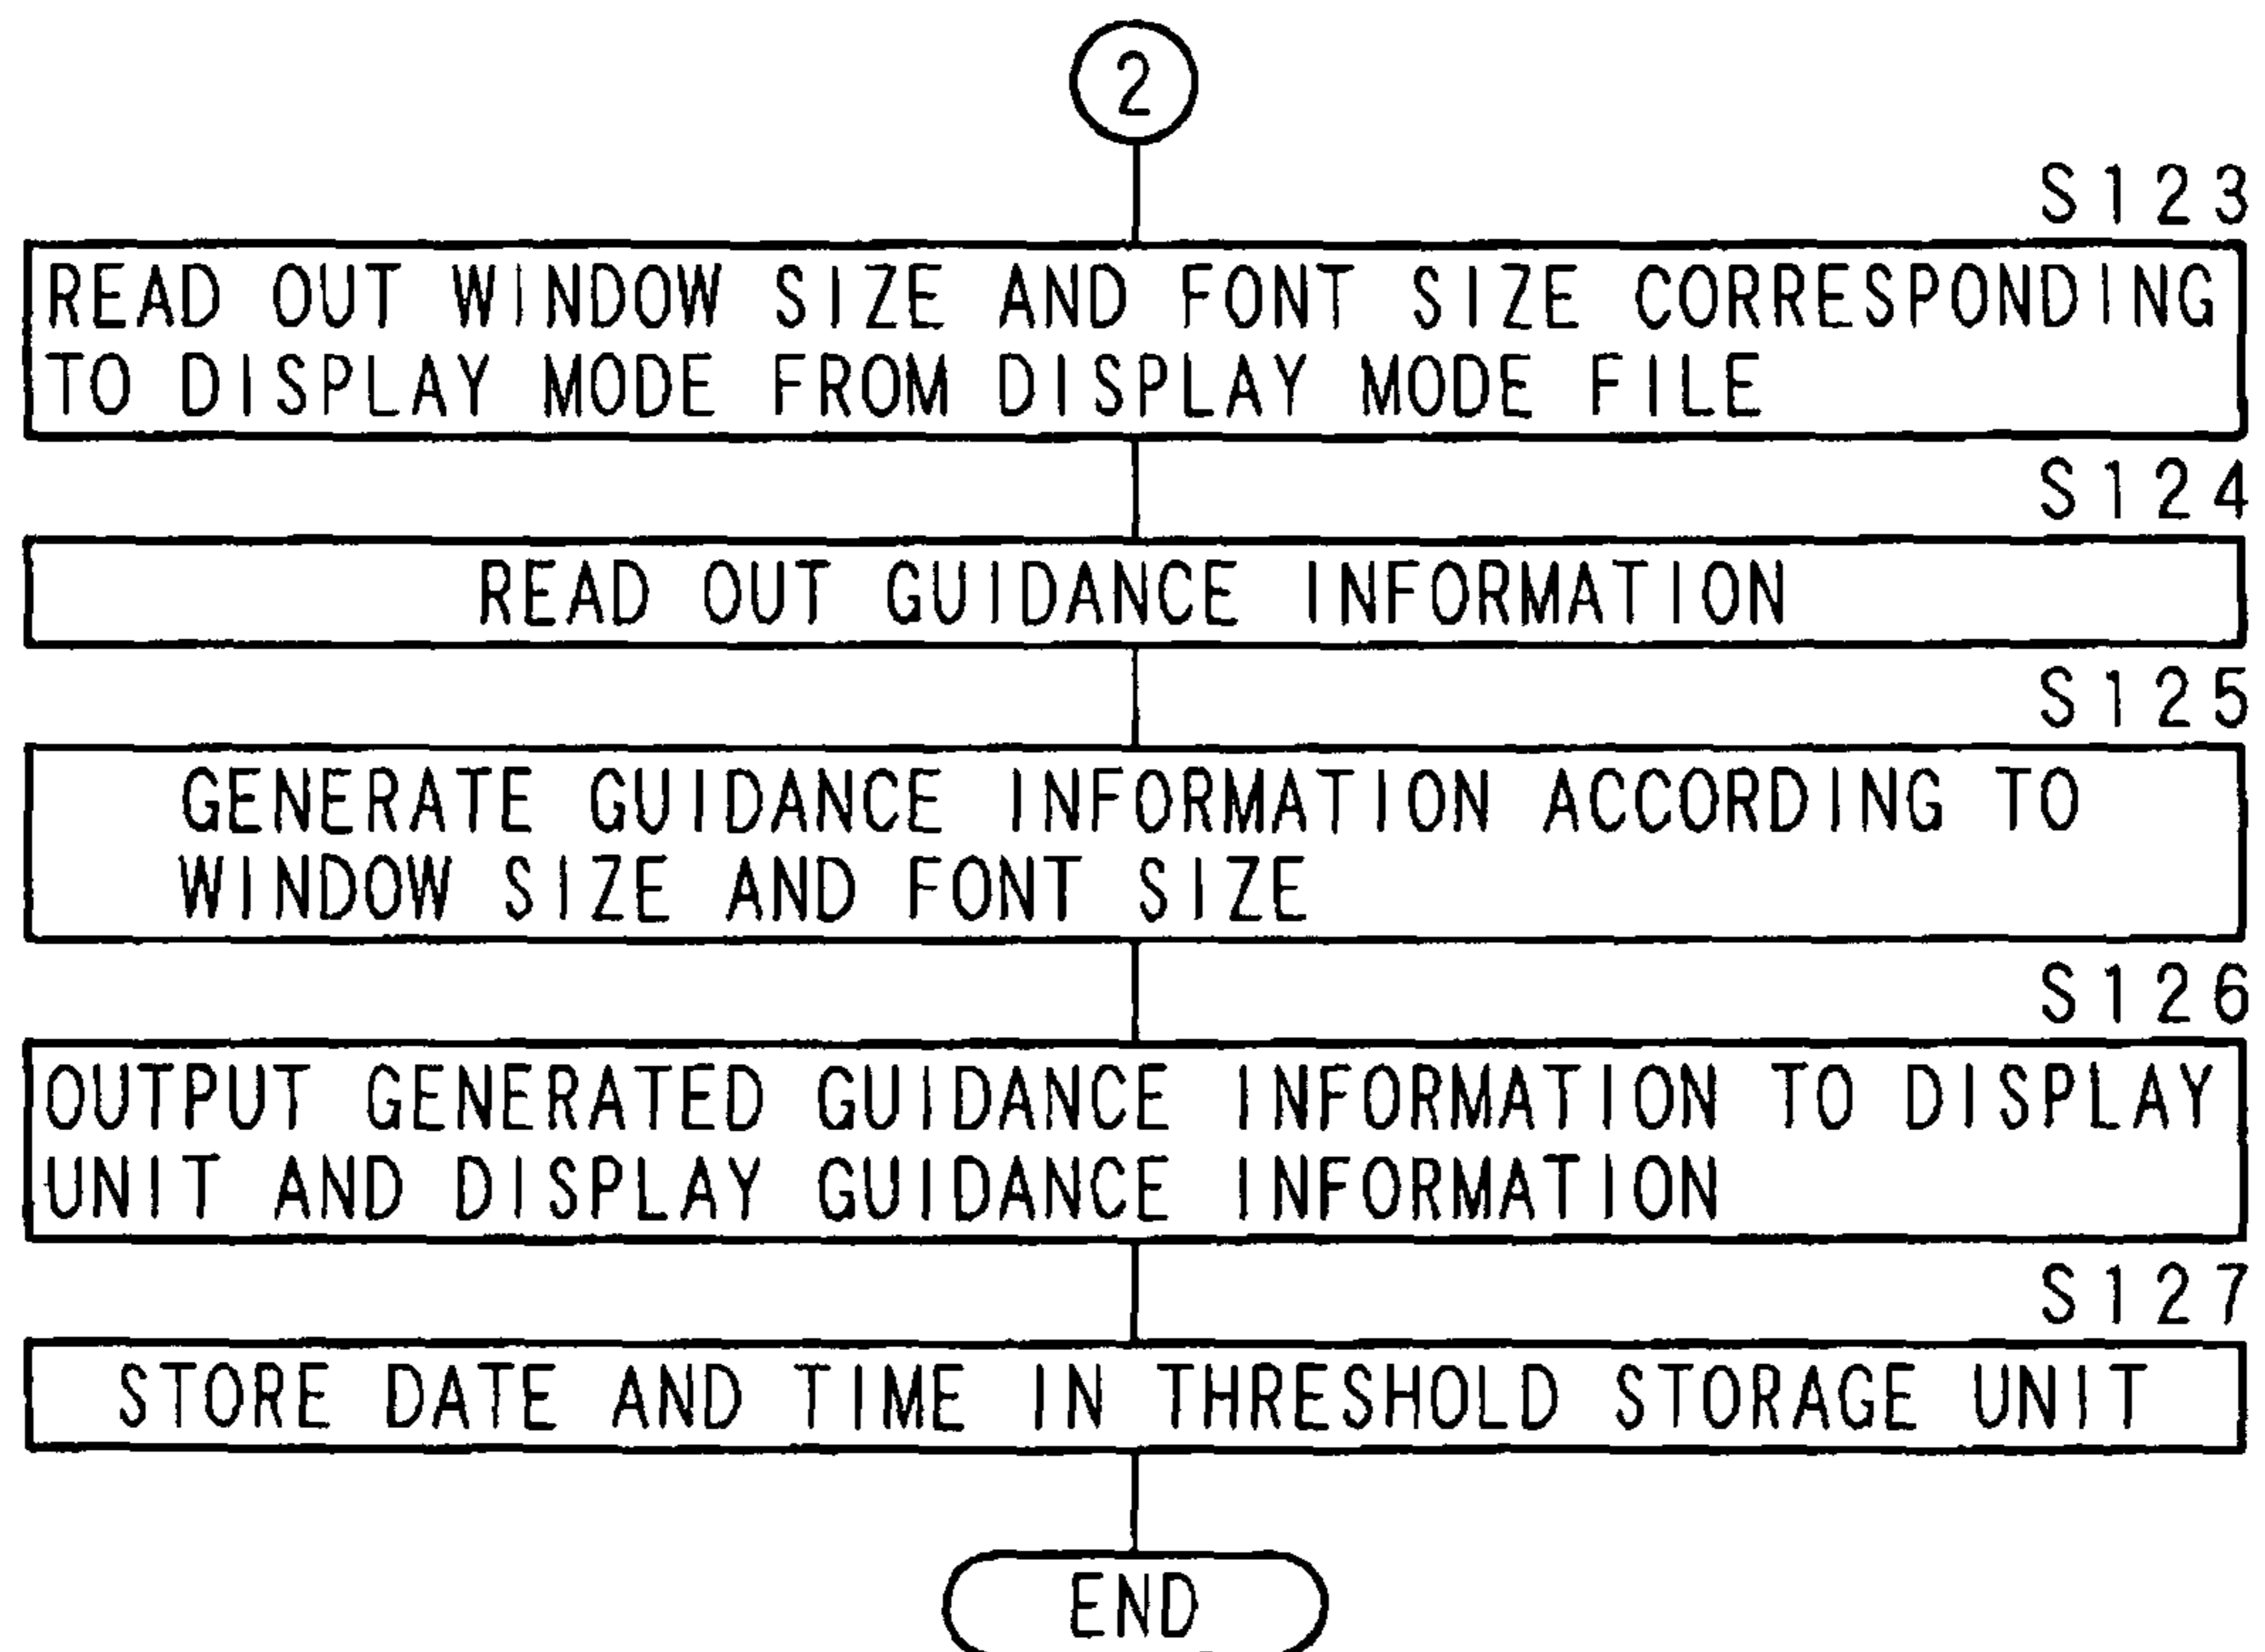 2
S123
READ OUT WINDOW SIZE AND FONT SIZE CORRESPONDING
TO DISPLAY MODE FROM DISPLAY MODE FILE
S124
READ OUT GUIDANCE INFORMATION
S125
GENERATE GUIDANCE INFORMATION ACCORDING TO
WINDOW SIZE AND FONT SIZE
S126
OUTPUT GENERATED GUIDANCE INFORMATION TO DISPLAY
UNIT AND DISPLAY GUIDANCE INFORMATION
S127
STORE DATE AND TIME IN THRESHOLD STORAGE UNIT
END